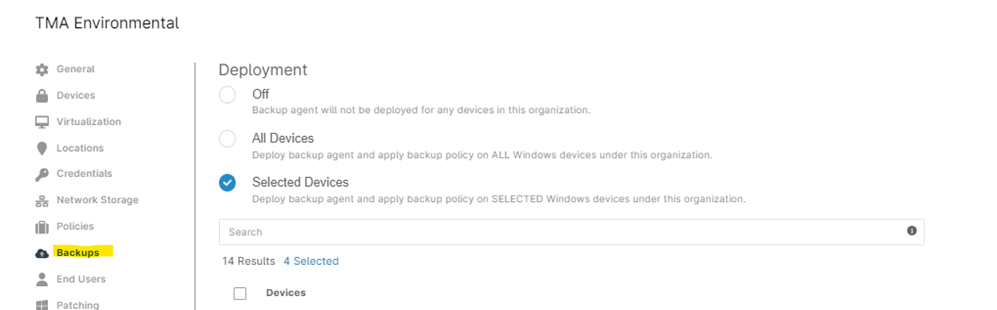 TMA Environmental
General
Devices
Virtualization
Locations
Credentials
Network Storage
Policies
Backups
End Users
Patching
Deployment
Off
Backup agent will not be deployed for any devices in this organization.
All Devices
Deploy backup agent and apply backup policy on ALL Windows devices under this organization.
Selected Devices
Deploy backup agent and apply backup policy on SELECTED Windows devices under this organization.
Search
14 Results 4 Selected
Devices